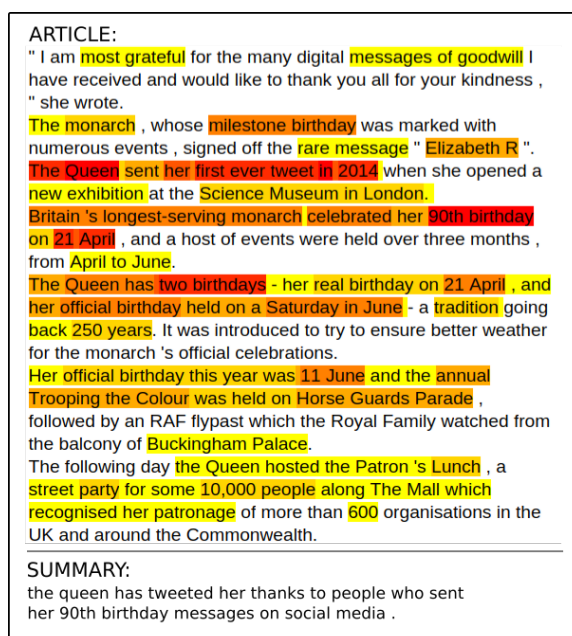 ARTICLE:
" I am most grateful for the many digital messages of goodwill I
have received and would like to thank you all for your kindness ,
" she wrote.
The monarch , whose milestone birthday was marked with
numerous events , signed off the rare message " Elizabeth R ".
The Queen sent her first ever tweet in 2014 when she opened a
new exhibition at the Science Museum in London.
Britain 's longest-serving monarch celebrated her 90th birthday
on 21 April , and a host of events were held over three months ,
from April to June.
The Queen has two birthdays - her real birthday on 21 April , and
her official birthday held on a Saturday in June - a tradition going
back 250 years. It was introduced to try to ensure better weather
for the monarch 's official celebrations.
Her official birthday this year was 11 June and the annual
Trooping the Colour was held on Horse Guards Parade ,
followed by an RAF flypast which the Royal Family watched from
the balcony of Buckingham Palace.
The following day the Queen hosted the Patron 's Lunch , a
street party for some 10,000 people along The Mall which
recognised her patronage of more than 600 organisations in the
UK and around the Commonwealth.
SUMMARY:
the queen has tweeted her thanks to people who sent
her 90th birthday messages on social media .